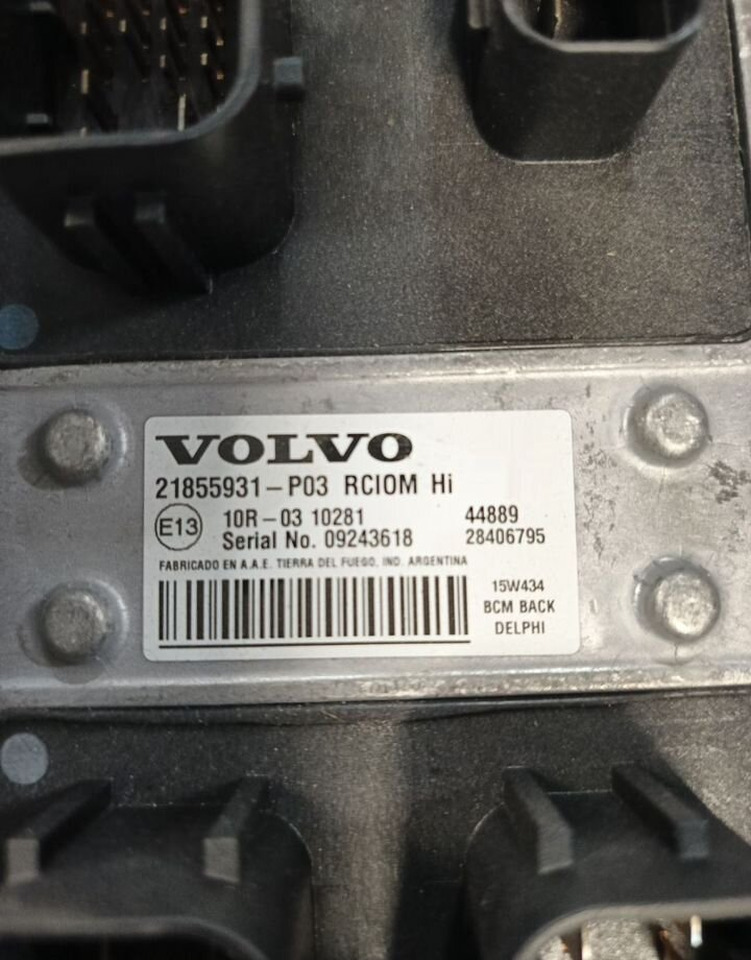 VOLVO
21855931-P03 RCIOM Hi
E13 10R-03 10281 44889
Serial No. 09243618 28406795
FABRICADO EN A.A.E. TIERRA DEL FUEGO, IND. ARGENTINA
15W434
BCM BACK
DELPHI